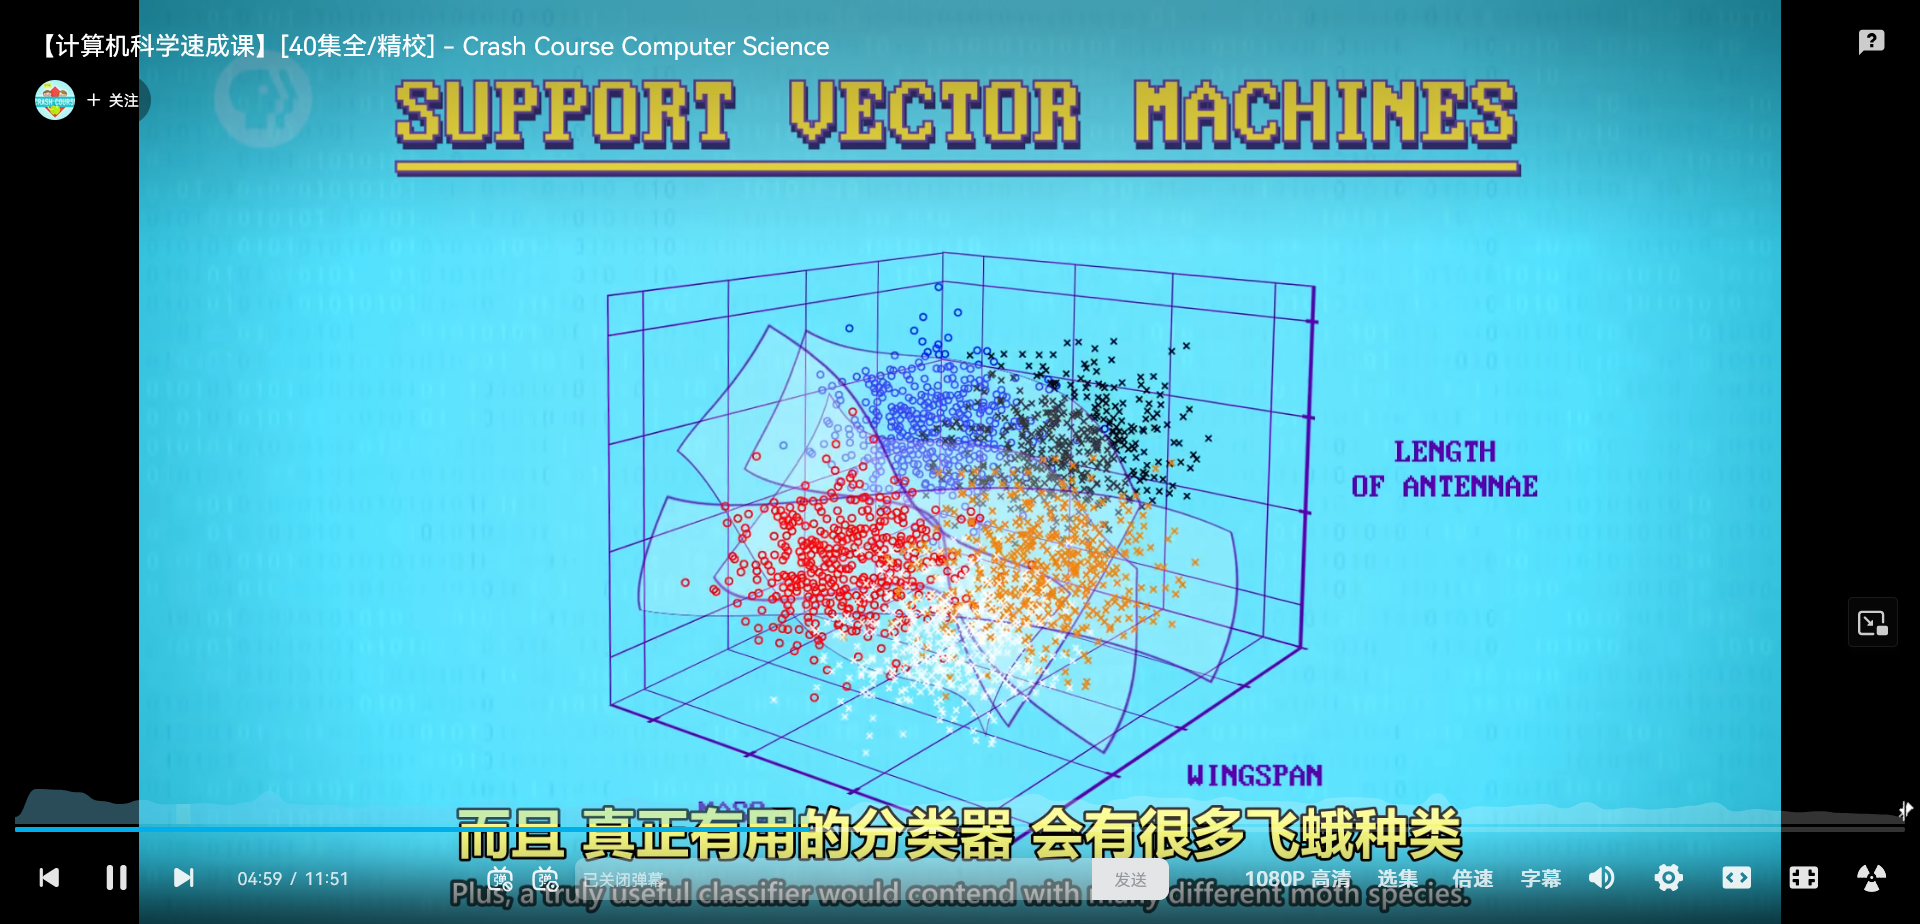 【计算机科学速成课】[40集全/精校] - Crash Course Computer Science
+ 关注
SUPPORT VECTOR MACHINES
LENGTH
OF ANTENNAE
WINGSPAN
MASS
而且 真正有用的分类器 会有很多飞蛾种类
04:59 / 11:51
已关闭弹幕
发送
1080P 高清
选集
倍速
字幕
Plus, a truly useful classifier would contend with many different moth species.